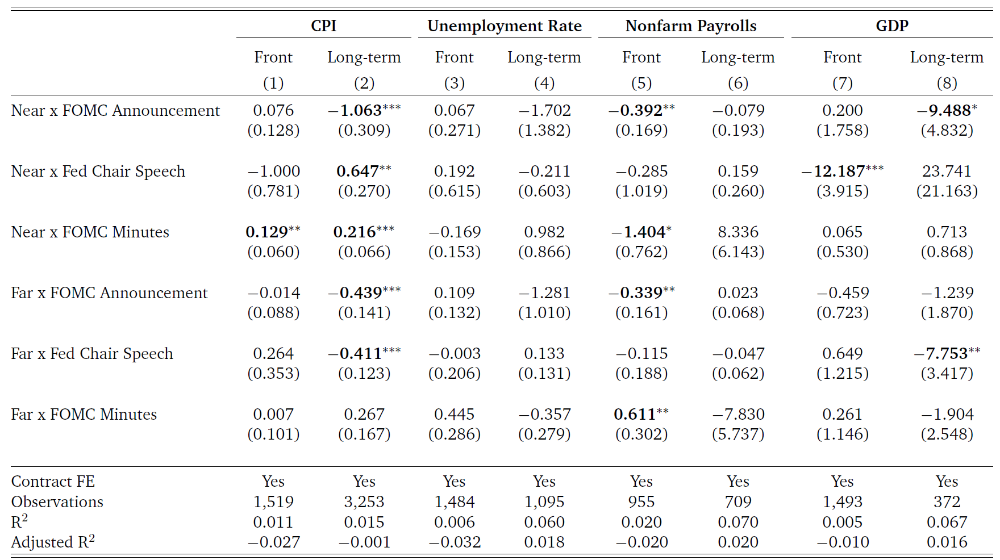 CPI Unemployment Rate Nonfarm Payrolls GDP
Front Long-term Front Long-term Front Long-term Front Long-term
(1) (2) (3) (4) (5) (6) (7) (8)
Near x FOMC Announcement 0.076 −1.063*** 0.067 −1.702 −0.392** −0.079 0.200 −9.488*
(0.128) (0.309) (0.271) (1.382) (0.169) (0.193) (1.758) (4.832)
Near x Fed Chair Speech −1.000 0.647** 0.192 −0.211 −0.285 0.159 −12.187*** 23.741
(0.781) (0.270) (0.615) (0.603) (1.019) (0.260) (3.915) (21.163)
Near x FOMC Minutes 0.129** 0.216*** −0.169 0.982 −1.404* 8.336 0.065 0.713
(0.060) (0.066) (0.153) (0.866) (0.762) (6.143) (0.530) (0.868)
Far x FOMC Announcement −0.014 −0.439*** 0.109 −1.281 −0.339** 0.023 −0.459 −1.239
(0.088) (0.141) (0.132) (1.010) (0.161) (0.068) (0.723) (1.870)
Far x Fed Chair Speech 0.264 −0.411*** −0.003 0.133 −0.115 −0.047 0.649 −7.753**
(0.353) (0.123) (0.206) (0.131) (0.188) (0.062) (1.215) (3.417)
Far x FOMC Minutes 0.007 0.267 0.445 −0.357 0.611** −7.830 0.261 −1.904
(0.101) (0.167) (0.286) (0.279) (0.302) (5.737) (1.146) (2.548)
Contract FE Yes Yes Yes Yes Yes Yes Yes Yes
Observations 1,519 3,253 1,484 1,095 955 709 1,493 372
R² 0.011 0.015 0.006 0.060 0.020 0.070 0.005 0.067
Adjusted R² −0.027 −0.001 −0.032 0.018 −0.020 0.020 −0.010 0.016